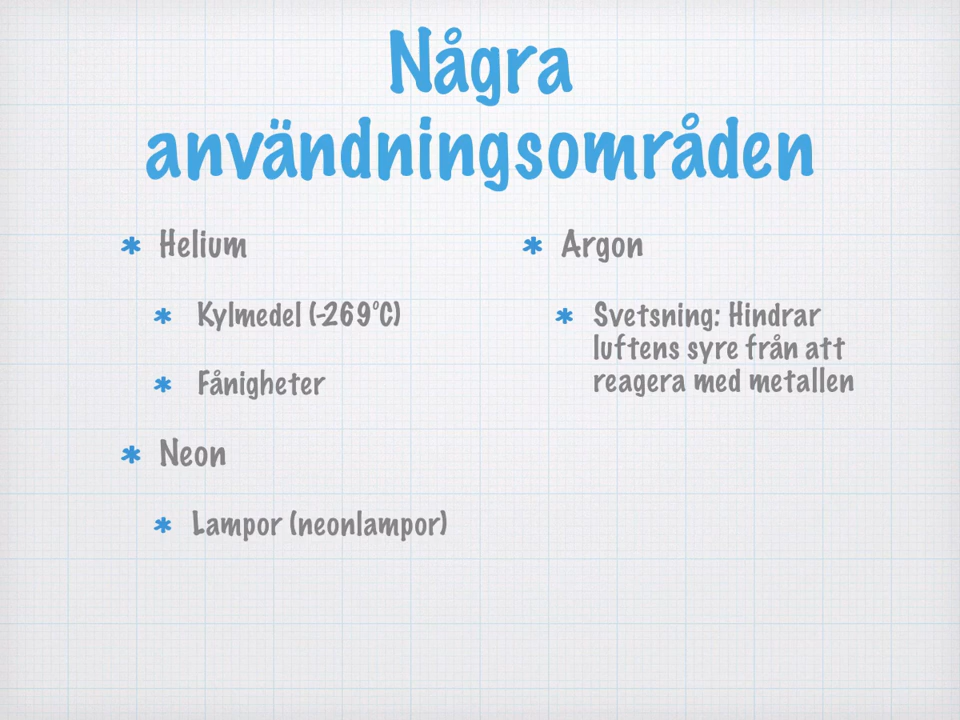 Några
användningsområden
Helium
Kylmedel (-269°C)
Fånigheter
Neon
Lampor (neonlampor)
Argon
Svetsning: Hindrar
luftens syre från att
reagera med metallen